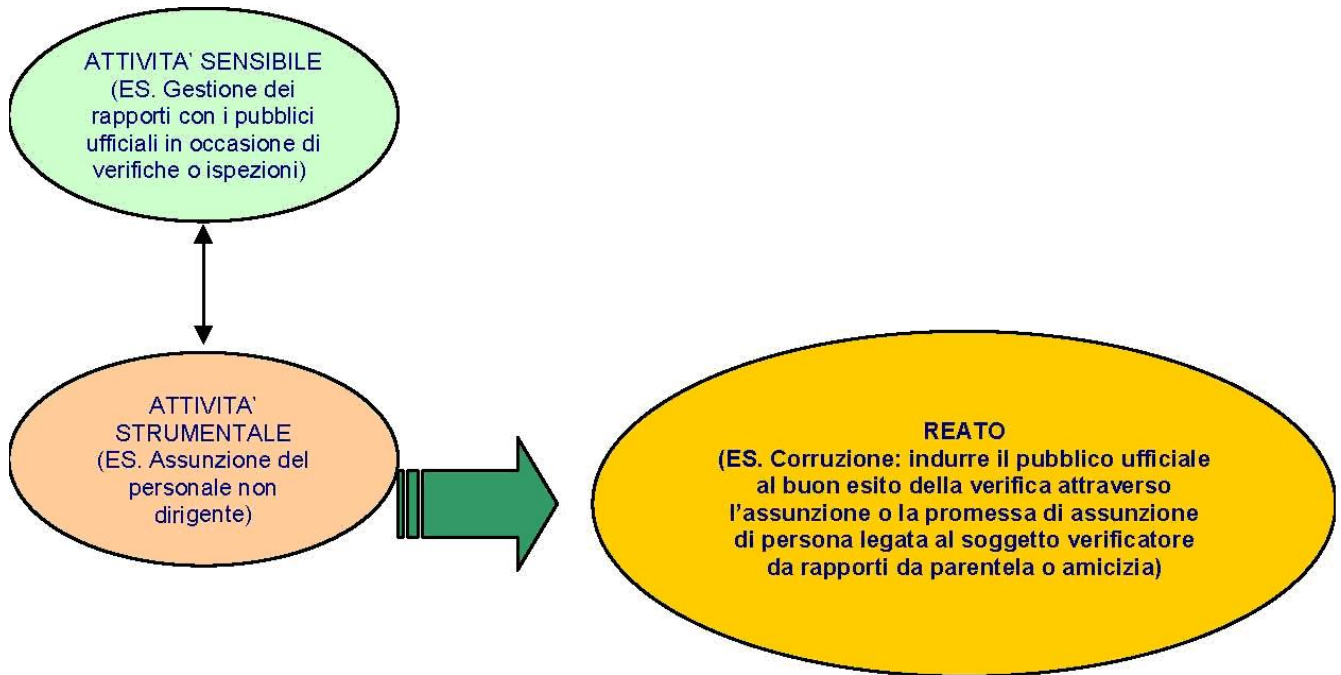 ATTIVITA' SENSIBILE
(ES. Gestione dei
rapporti con i pubblici
ufficiali in occasione di
verifiche o ispezioni)
ATTIVITA'
STRUMENTALE
(ES. Assunzione del
personale non
dirigente)
REATO
(ES. Corruzione: indurre il pubblico ufficiale
al buon esito della verifica attraverso
l'assunzione o la promessa di assunzione
di persona legata al soggetto verificatore
da rapporti da parentela o amicizia)